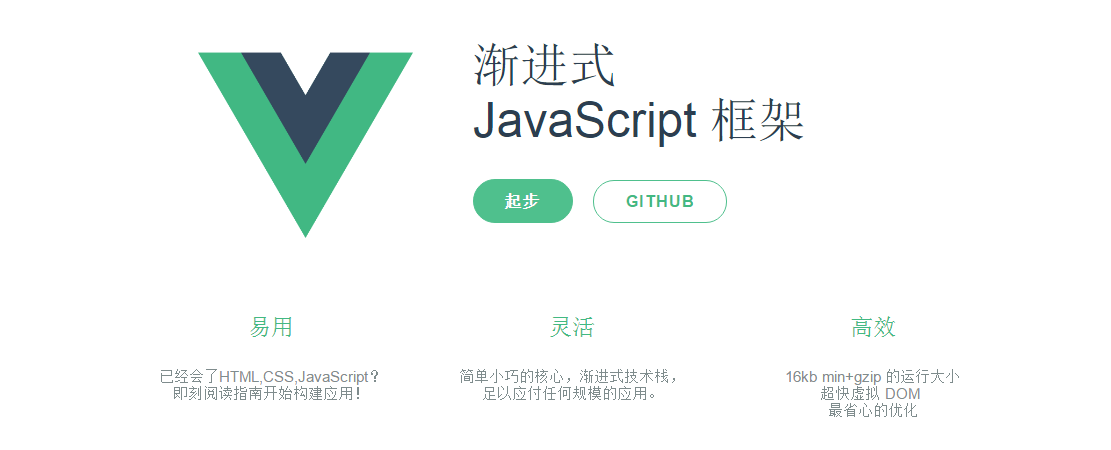 渐进式
JavaScript 框架
起步
GITHUB
易用
已经会了HTML,CSS,JavaScript?
即刻阅读指南开始构建应用!
灵活
简单小巧的核心，渐进式技术栈，
足以应付任何规模的应用。
高效
16kb min+gzip 的运行大小
超快虚拟 DOM
最省心的优化